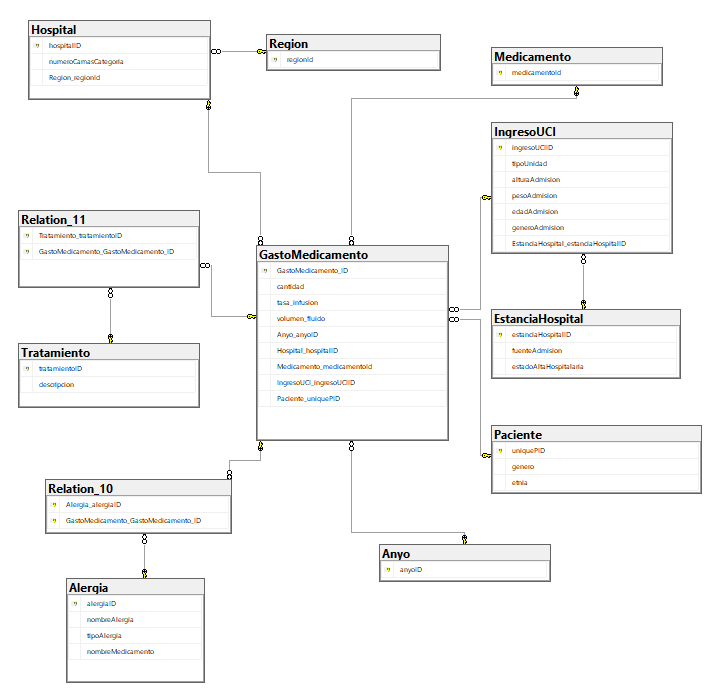 Hospital
hospitalID
numeroCamasCategoria
Region_regionId
Region
regionId
Medicamento
medicamentoId
IngresoUCI
ingresoUCIID
tipoUnidad
alturaAdmision
pesoAdmision
edadAdmision
generoAdmision
EstanciaHospital_estanciaHospitalID
Relation_11
Tratamiento_tratamientoID
GastoMedicamento_GastoMedicamento_ID
GastoMedicamento
GastoMedicamento_ID
cantidad
tasa_infusion
volumen_fluido
Anyo_anyoID
Hospital_hospitalID
Medicamento_medicamentoId
IngresoUCI_ingresoUCIID
Paciente_uniquePID
EstanciaHospital
estanciaHospitalID
fuenteAdmision
estadoAltaHospitalaria
Tratamiento
tratamientoID
descripcion
Paciente
uniquePID
genero
etnia
Relation_10
Alergia_alergiaID
GastoMedicamento_GastoMedicamento_ID
Anyo
anyoID
Alergia
alergiaID
nombreAlergia
tipoAlergia
nombreMedicamento